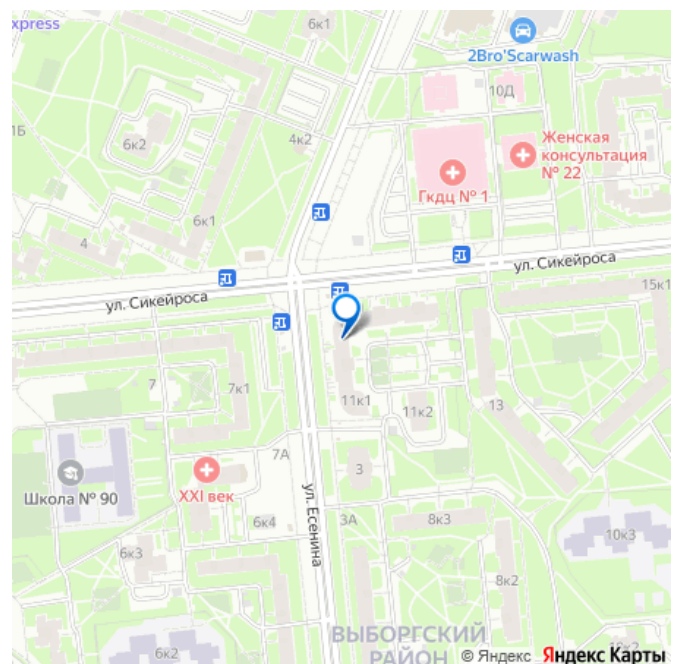 xpress
6к1
2Bro'Scarwash
10Д
1Б
6к2
4к2
Женская
консультация
№ 22
Гкдц № 1
6к1
4
ул. Сикейроса
ул. Сикейроса
15к1
7
7к1
11к1
11к2
13
7А
3
Школа № 90
XXI век
ул. Есенина
6к4
3А
8к3
6к3
10к3
8к2
ВЫБОРГСКИЙ
РАЙОН
6к2
10к2
© Яндекс Яндекс Карты